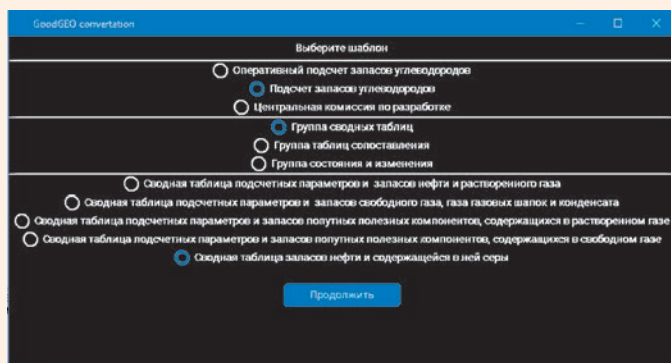 GoodGEO convertation
Выберите шаблон
Оперативный подсчет запасов углеводородов
Подсчет запасов углеводородов
Центральная комиссия по разработке
Группа сводных таблиц
Группа таблиц сопоставления
Группа состояния и изменения
Сводная таблица подсчетных параметров и запасов нефти и растворенного газа
Сводная таблица подсчетных параметров и запасов свободного газа, газа газовых шапок и конденсата
Сводная таблица подсчетных параметров и запасов попутных полезных компонентов, содержащихся в растворенном газе
Сводная таблица подсчетных параметров и запасов попутных полезных компонентов, содержащихся в свободном газе
Сводная таблица запасов нефти и содержащейся в ней серы
Продолжить